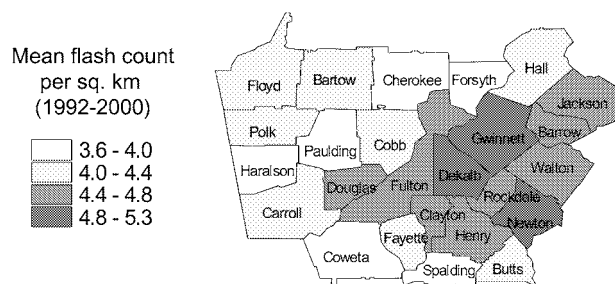 Mean flash count
per sq. km
(1992-2000)
3.6 - 4.0
4.0 - 4.4
4.4 - 4.8
4.8 - 5.3
Hall
Floyd
Bartow
Cherokee
Forsyth
Jackson
Polk
Cobb
Gwinnett
Barrow
Paulding
Haralson
Dekalb
Walton
Douglas
Fulton
Rockdale
Carroll
Clayton
Newton
Fayette
Henry
Coweta
Spalding
Butts